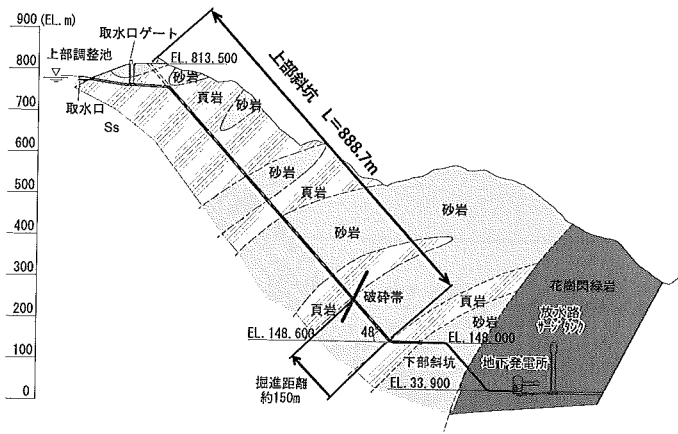 900 (EL. m)
800
700
600
500
400
300
200
100
0
取水口ゲート
上部調整池
EL. 813.500
取水口
Ss
砂岩
頁岩
砂岩
上部斜坑 L=888.7m
砂岩
頁岩
砂岩
砂岩
頁岩
破砕帯
頁岩
砂岩
花崗閃緑岩
放水路
サージタンク
EL. 148.600
48°
EL. 148.000
下部斜坑
地下発電所
EL. 33.900
掘進距離
約150m